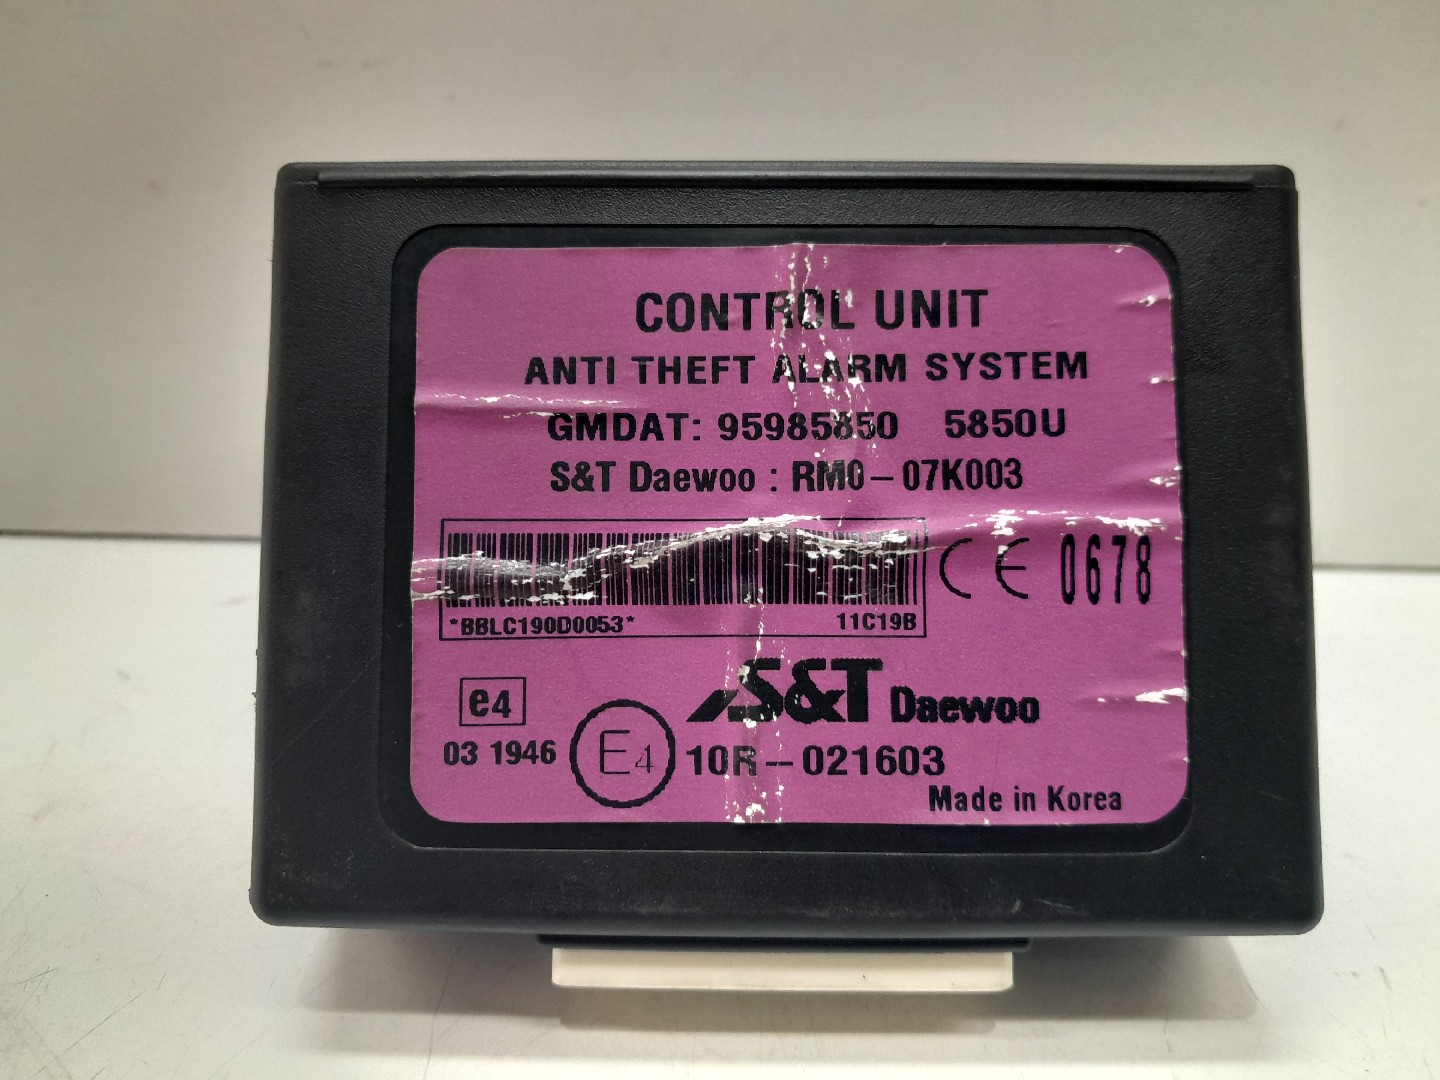 CONTROL UNIT
ANTI THEFT ALARM SYSTEM
GMDAT: 95985850 5850U
S&T Daewoo : RM0-07K003
CE 0678
*BBLC190D0053* 11C19B
S&T Daewoo
e4
03 1946
E4
10R-021603
Made in Korea